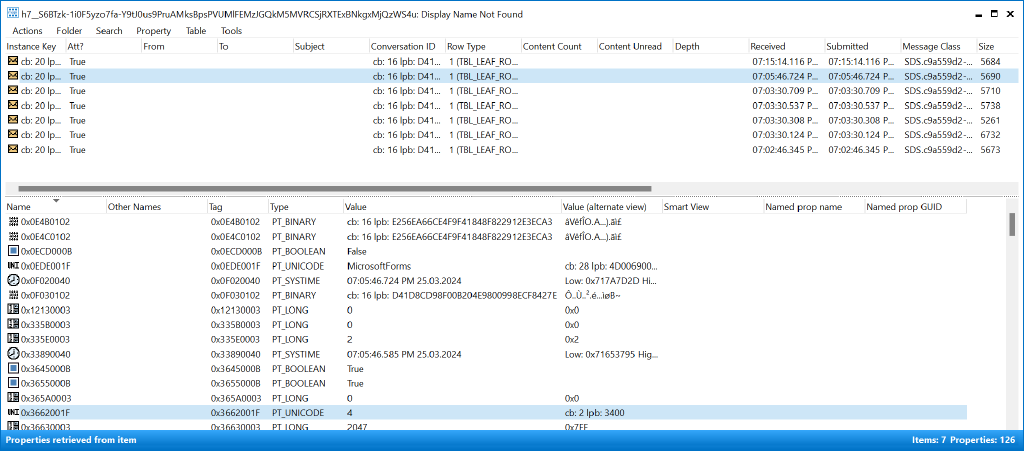 h7__S6BTzk-1i0F5yzo7fa-Y9tJ0us9PruAMksBpsPVUMlFEMzJGQkM5MVRCSjRXTExBNkgxMjQzWS4u: Display Name Not Found
Actions Folder Search Property Table Tools
Instance Key Att? From To Subject Conversation ID Row Type Content Count Content Unread Depth Received Submitted Message Class Size
cb: 20 lp... True cb: 16 lpb: D41... 1 (TBL_LEAF_RO... 07:15:14.116 P... 07:15:14.116 P... SDS.c9a559d2-... 5684
cb: 20 lp... True cb: 16 lpb: D41... 1 (TBL_LEAF_RO... 07:05:46.724 P... 07:05:46.724 P... SDS.c9a559d2-... 5690
cb: 20 lp... True cb: 16 lpb: D41... 1 (TBL_LEAF_RO... 07:03:30.709 P... 07:03:30.709 P... SDS.c9a559d2-... 5710
cb: 20 lp... True cb: 16 lpb: D41... 1 (TBL_LEAF_RO... 07:03:30.537 P... 07:03:30.537 P... SDS.c9a559d2-... 5738
cb: 20 lp... True cb: 16 lpb: D41... 1 (TBL_LEAF_RO... 07:03:30.308 P... 07:03:30.308 P... SDS.c9a559d2-... 5261
cb: 20 lp... True cb: 16 lpb: D41... 1 (TBL_LEAF_RO... 07:03:30.124 P... 07:03:30.124 P... SDS.c9a559d2-... 6732
cb: 20 lp... True cb: 16 lpb: D41... 1 (TBL_LEAF_RO... 07:02:46.345 P... 07:02:46.345 P... SDS.c9a559d2-... 5673
Name Other Names Tag Type Value Value (alternate view) Smart View Named prop name Named prop GUID
0x0E4B0102 0x0E4B0102 PT_BINARY cb: 16 lpb: E256EA66CE4F9F41848F822912E3ECA3 âVêfÎO.A...).ãì£
0x0E4C0102 0x0E4C0102 PT_BINARY cb: 16 lpb: E256EA66CE4F9F41848F822912E3ECA3 âVêfÎO.A...).ãì£
0x0ECD000B 0x0ECD000B PT_BOOLEAN False
UNI 0x0EDE001F 0x0EDE001F PT_UNICODE MicrosoftForms cb: 28 lpb: 4D006900...
0x0F020040 0x0F020040 PT_SYSTIME 07:05:46.724 PM 25.03.2024 Low: 0x717A7D2D Hi...
0x0F030102 0x0F030102 PT_BINARY cb: 16 lpb: D41D8CD98F00B204E9800998ECF8427E Ô..Ù..².é...ìøB~
0x12130003 0x12130003 PT_LONG 0 0x0
0x335B0003 0x335B0003 PT_LONG 0 0x0
0x335E0003 0x335E0003 PT_LONG 2 0x2
0x33890040 0x33890040 PT_SYSTIME 07:05:46.585 PM 25.03.2024 Low: 0x71653795 Hig...
0x3645000B 0x3645000B PT_BOOLEAN True
0x3655000B 0x3655000B PT_BOOLEAN True
0x365A0003 0x365A0003 PT_LONG 0 0x0
UNI 0x3662001F 0x3662001F PT_UNICODE 4 cb: 2 lpb: 3400
0x36630003 0x36630003 PT_LONG 2047 0x7FF
Properties retrieved from item Items: 7 Properties: 126